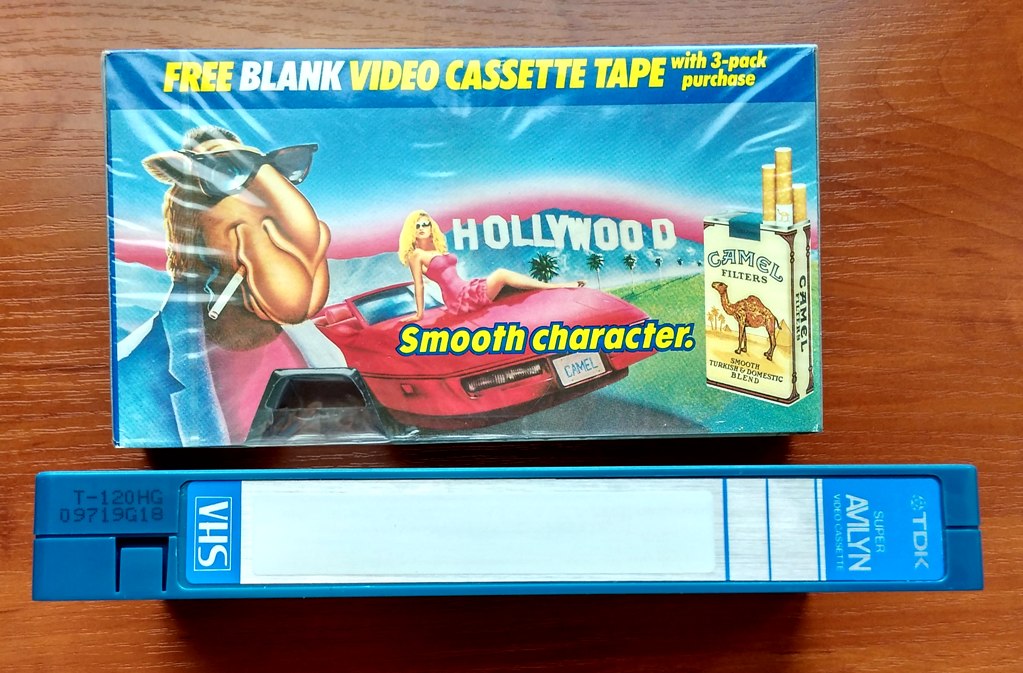 FREE BLANK VIDEO CASSETTE TAPE with 3-pack
purchase
HOLLYWOOD
CAMEL
FILTERS
CAMEL
FILTERS
SMOOTH
TURKISH & DOMESTIC
BLEND
Smooth character.
CAMEL
T-120HG
09719G18
VHS
SUPER
AVILYN
VIDEO CASSETTE
TDK